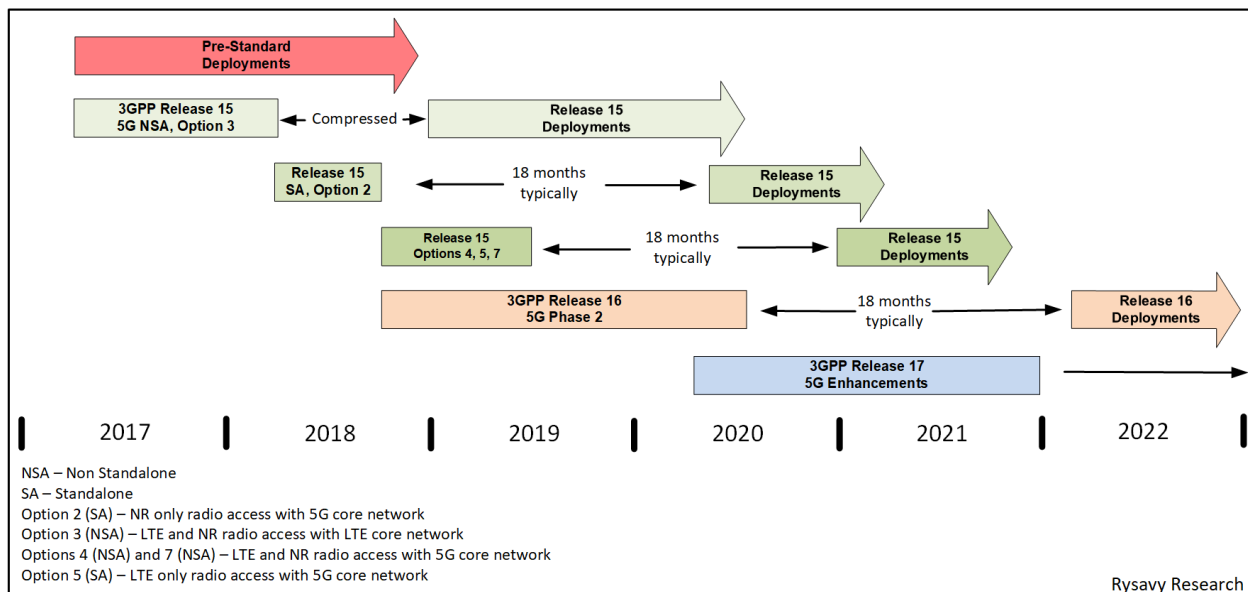 Pre-Standard
Deployments
3GPP Release 15
5G NSA, Option 3
Compressed
Release 15
Deployments
Release 15
SA, Option 2
18 months
typically
Release 15
Deployments
Release 15
Options 4, 5, 7
18 months
typically
Release 15
Deployments
3GPP Release 16
5G Phase 2
18 months
typically
Release 16
Deployments
3GPP Release 17
5G Enhancements
2017 2018 2019 2020 2021 2022
NSA – Non Standalone
SA – Standalone
Option 2 (SA) – NR only radio access with 5G core network
Option 3 (NSA) – LTE and NR radio access with LTE core network
Options 4 (NSA) and 7 (NSA) – LTE and NR radio access with 5G core network
Option 5 (SA) – LTE only radio access with 5G core network
Rysavy Research